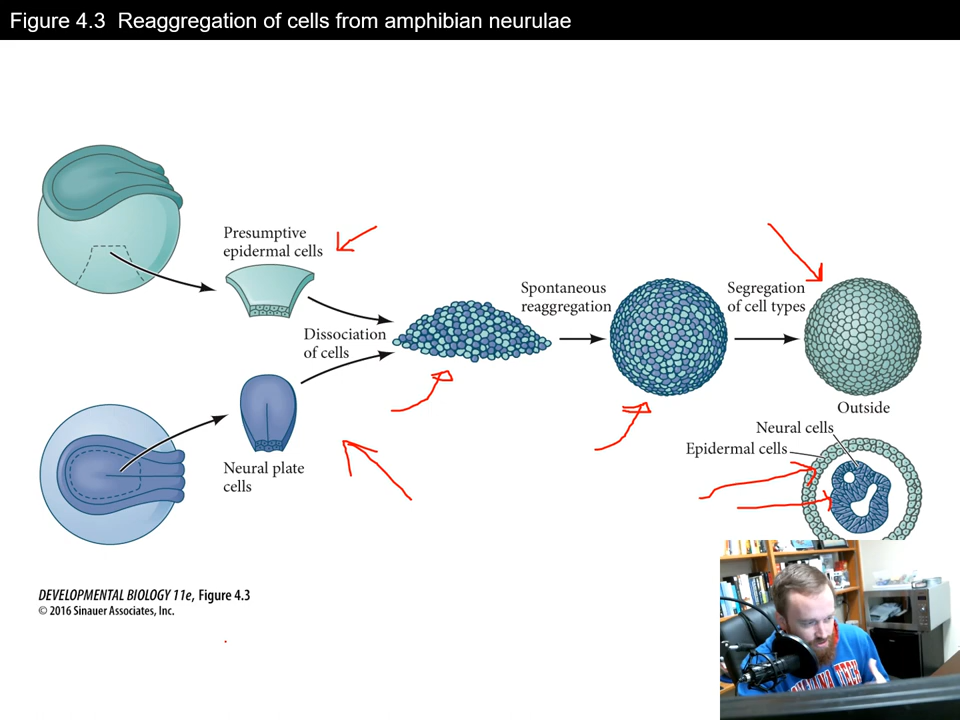 Figure 4.3 Reaggregation of cells from amphibian neurulae
Presumptive
epidermal cells
Dissociation
of cells
Neural plate
cells
Spontaneous
reaggregation
Segregation
of cell types
Outside
Neural cells
Epidermal cells
DEVELOPMENTAL BIOLOGY 11e, Figure 4.3
© 2016 Sinauer Associates, Inc.